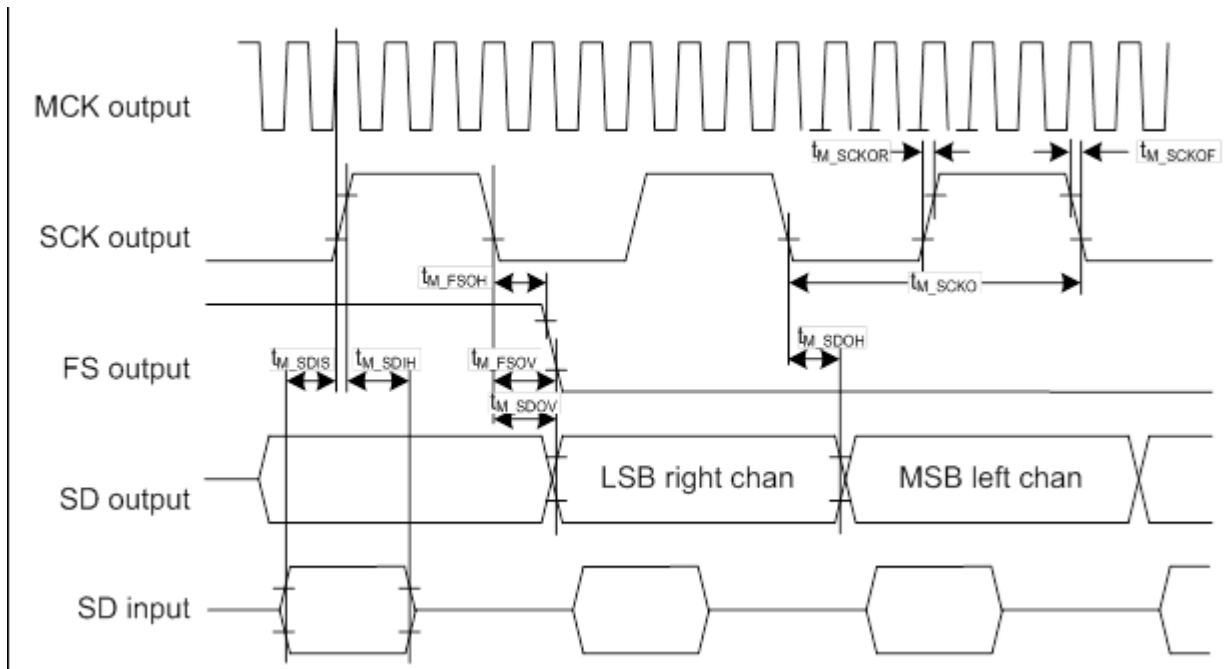 MCK output
tM_SCKOR
tM_SCKOF
SCK output
tM_FSOH
tM_SCKO
tM_SDIS
tM_SDIH
tM_FSOV
tM_SDOH
FS output
tM_SDOV
SD output
LSB right chan
MSB left chan
SD input